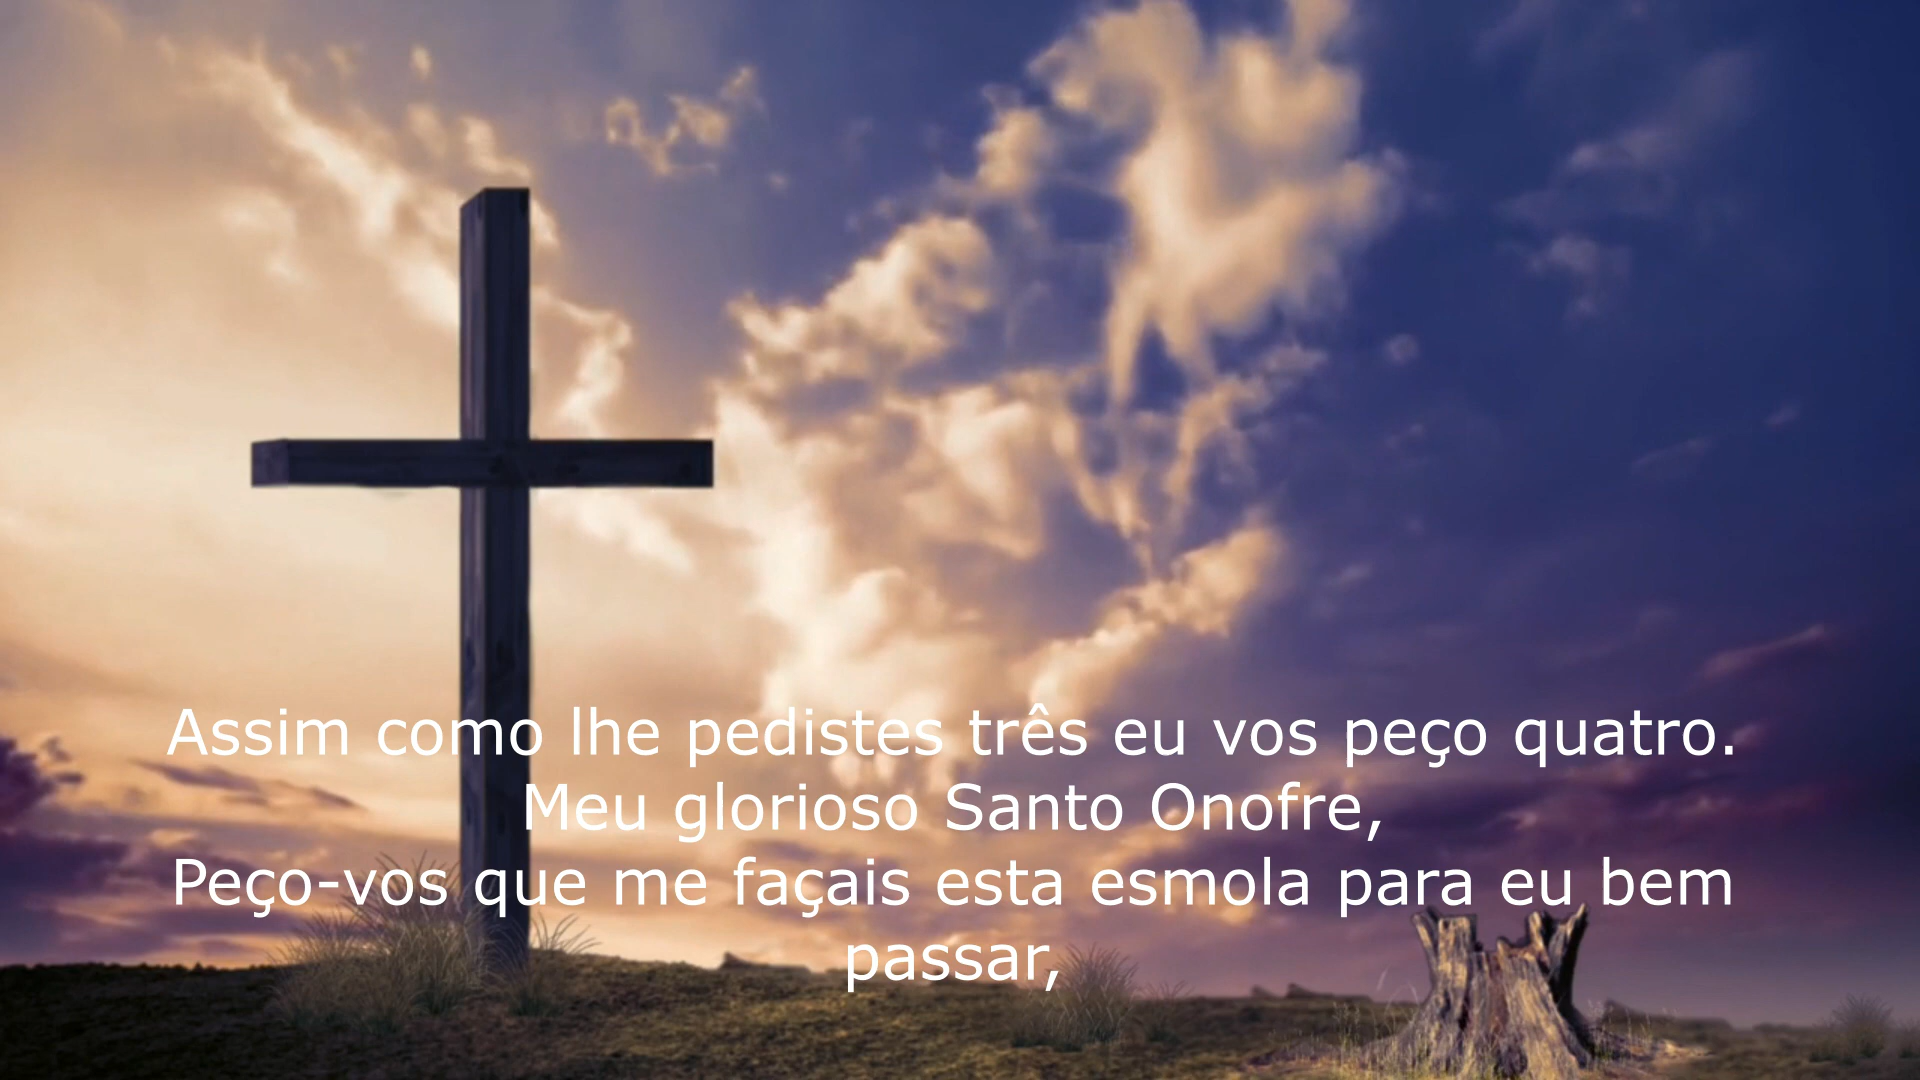 Assim como lhe pedistes três eu vos peço quatro.
Meu glorioso Santo Onofre,
Peço-vos que me façais esta esmola para eu bem
passar,